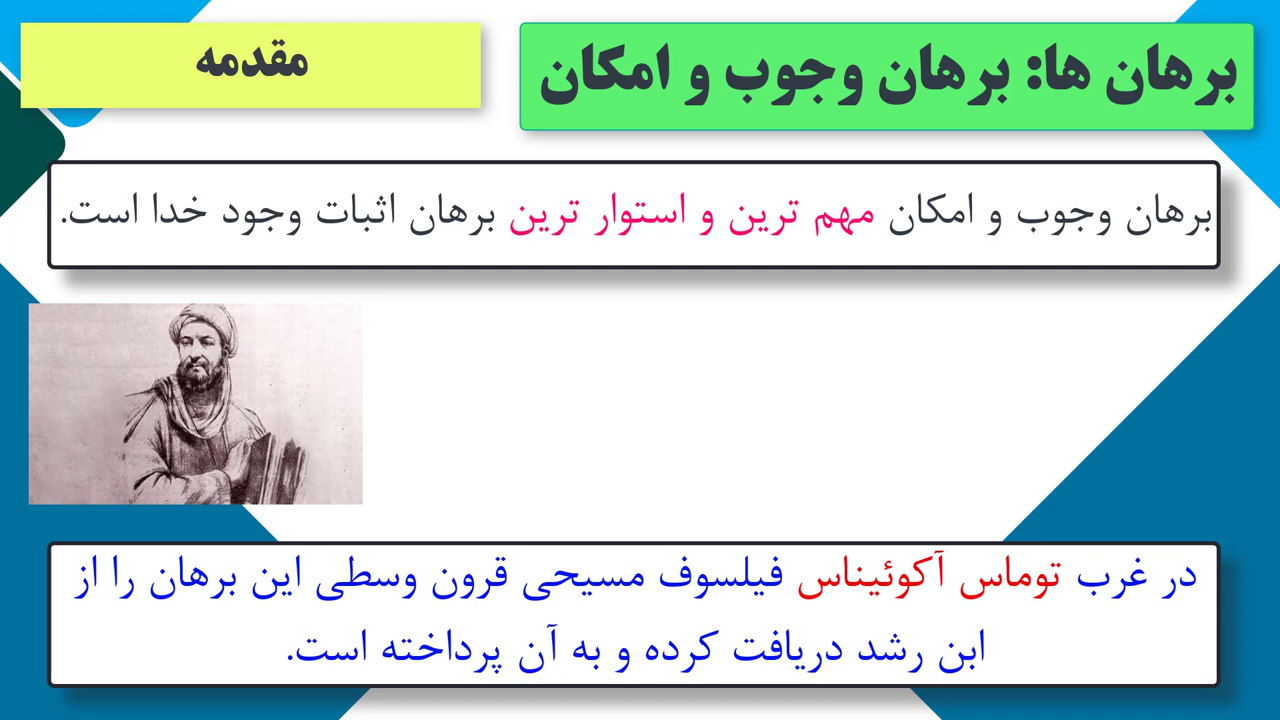 برهان ها: برهان وجوب و امکان
مقدمه
برهان وجوب و امکان مهم ترین و استوار ترین برهان اثبات وجود خدا است.
در غرب توماس آکوئیناس فیلسوف مسیحی قرون وسطی این برهان را از
ابن رشد دریافت کرده و به آن پرداخته است.